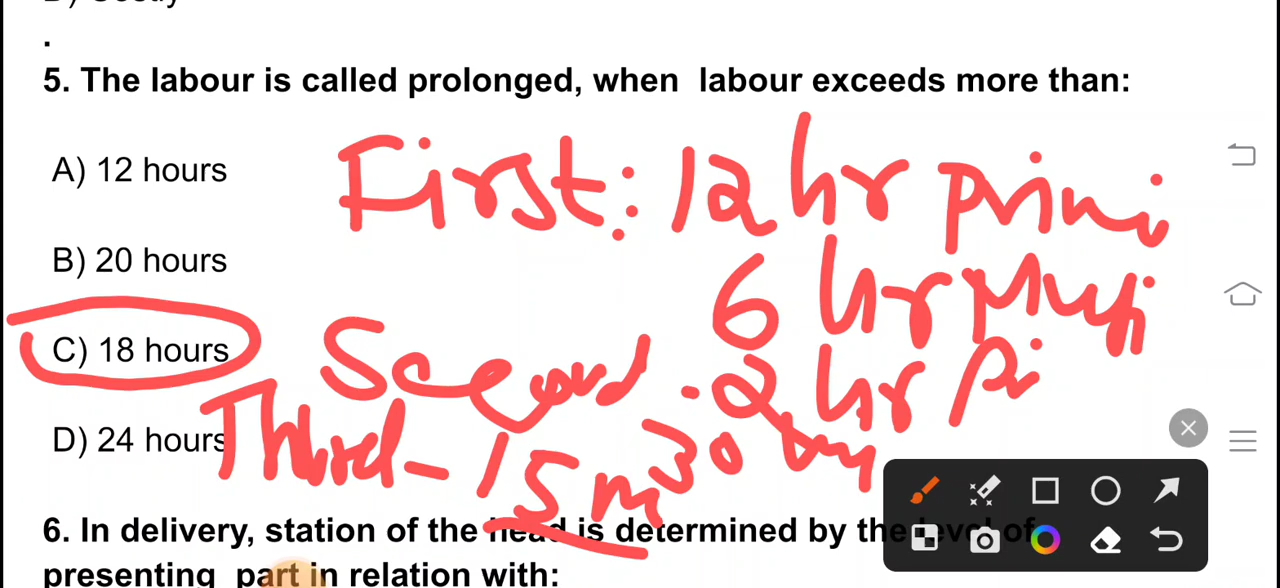 5. The labour is called prolonged, when labour exceeds more than:
A) 12 hours
First: 12 hr primi
B) 20 hours
6 hr Multi
C) 18 hours
Second - 2 hr Pri
D) 24 hours
Third - 15 m
30
6. In delivery, station of the head is determined by the level of
presenting part in relation with: